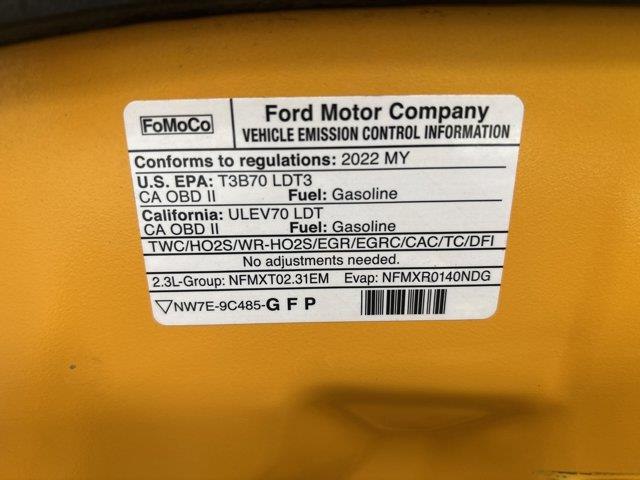 FoMoCo
Ford Motor Company
VEHICLE EMISSION CONTROL INFORMATION
Conforms to regulations: 2022 MY
U.S. EPA: T3B70 LDT3
CA OBD II Fuel: Gasoline
California: ULEV70 LDT
CA OBD II Fuel: Gasoline
TWC/HO2S/WR-HO2S/EGR/EGRC/CAC/TC/DFI
No adjustments needed.
2.3L-Group: NFMXT02.31EM Evap: NFMXR0140NDG
NW7E-9C485-G F P